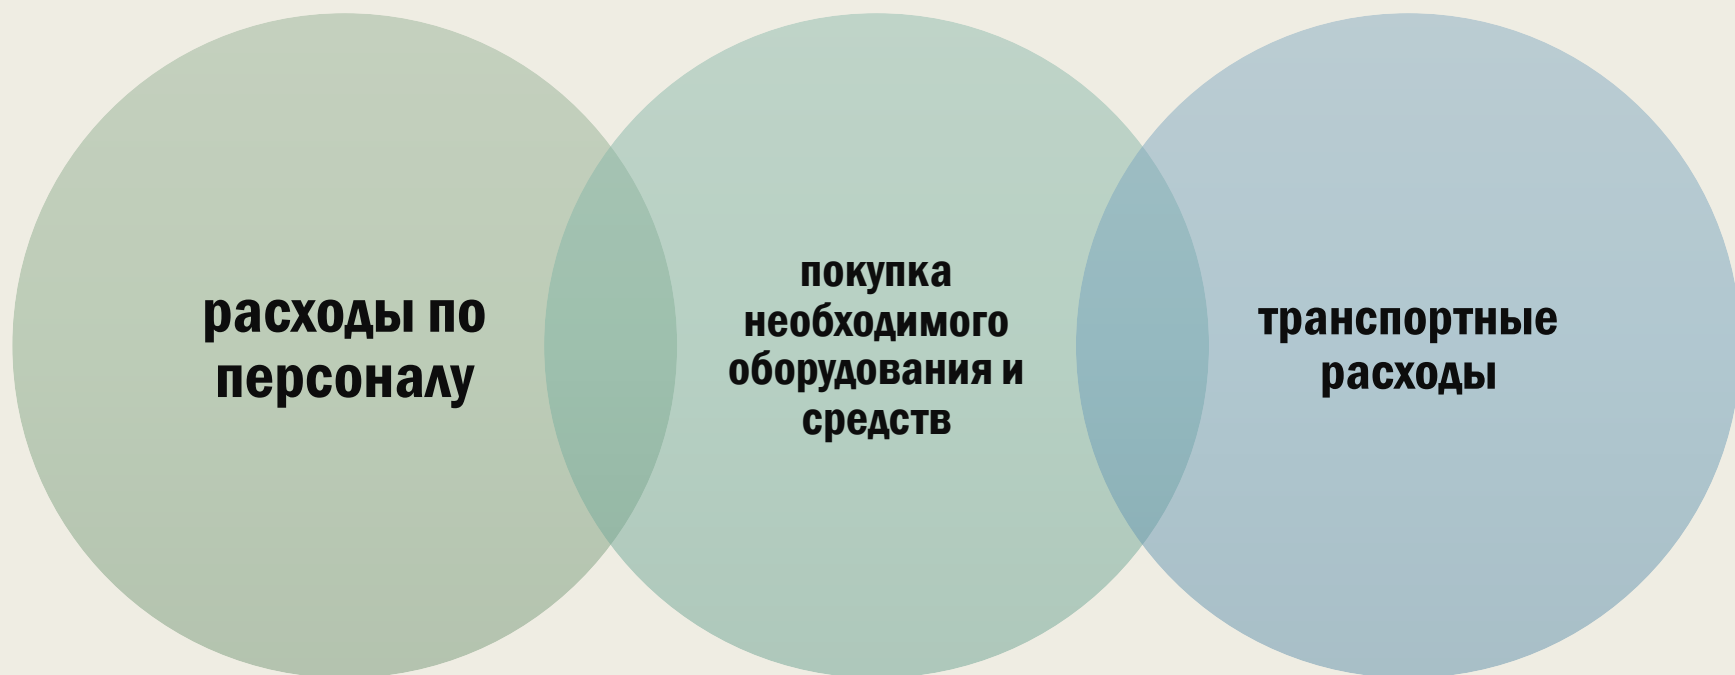 расходы по
персоналу
покупка
необходимого
оборудования и
средств
транспортные
расходы